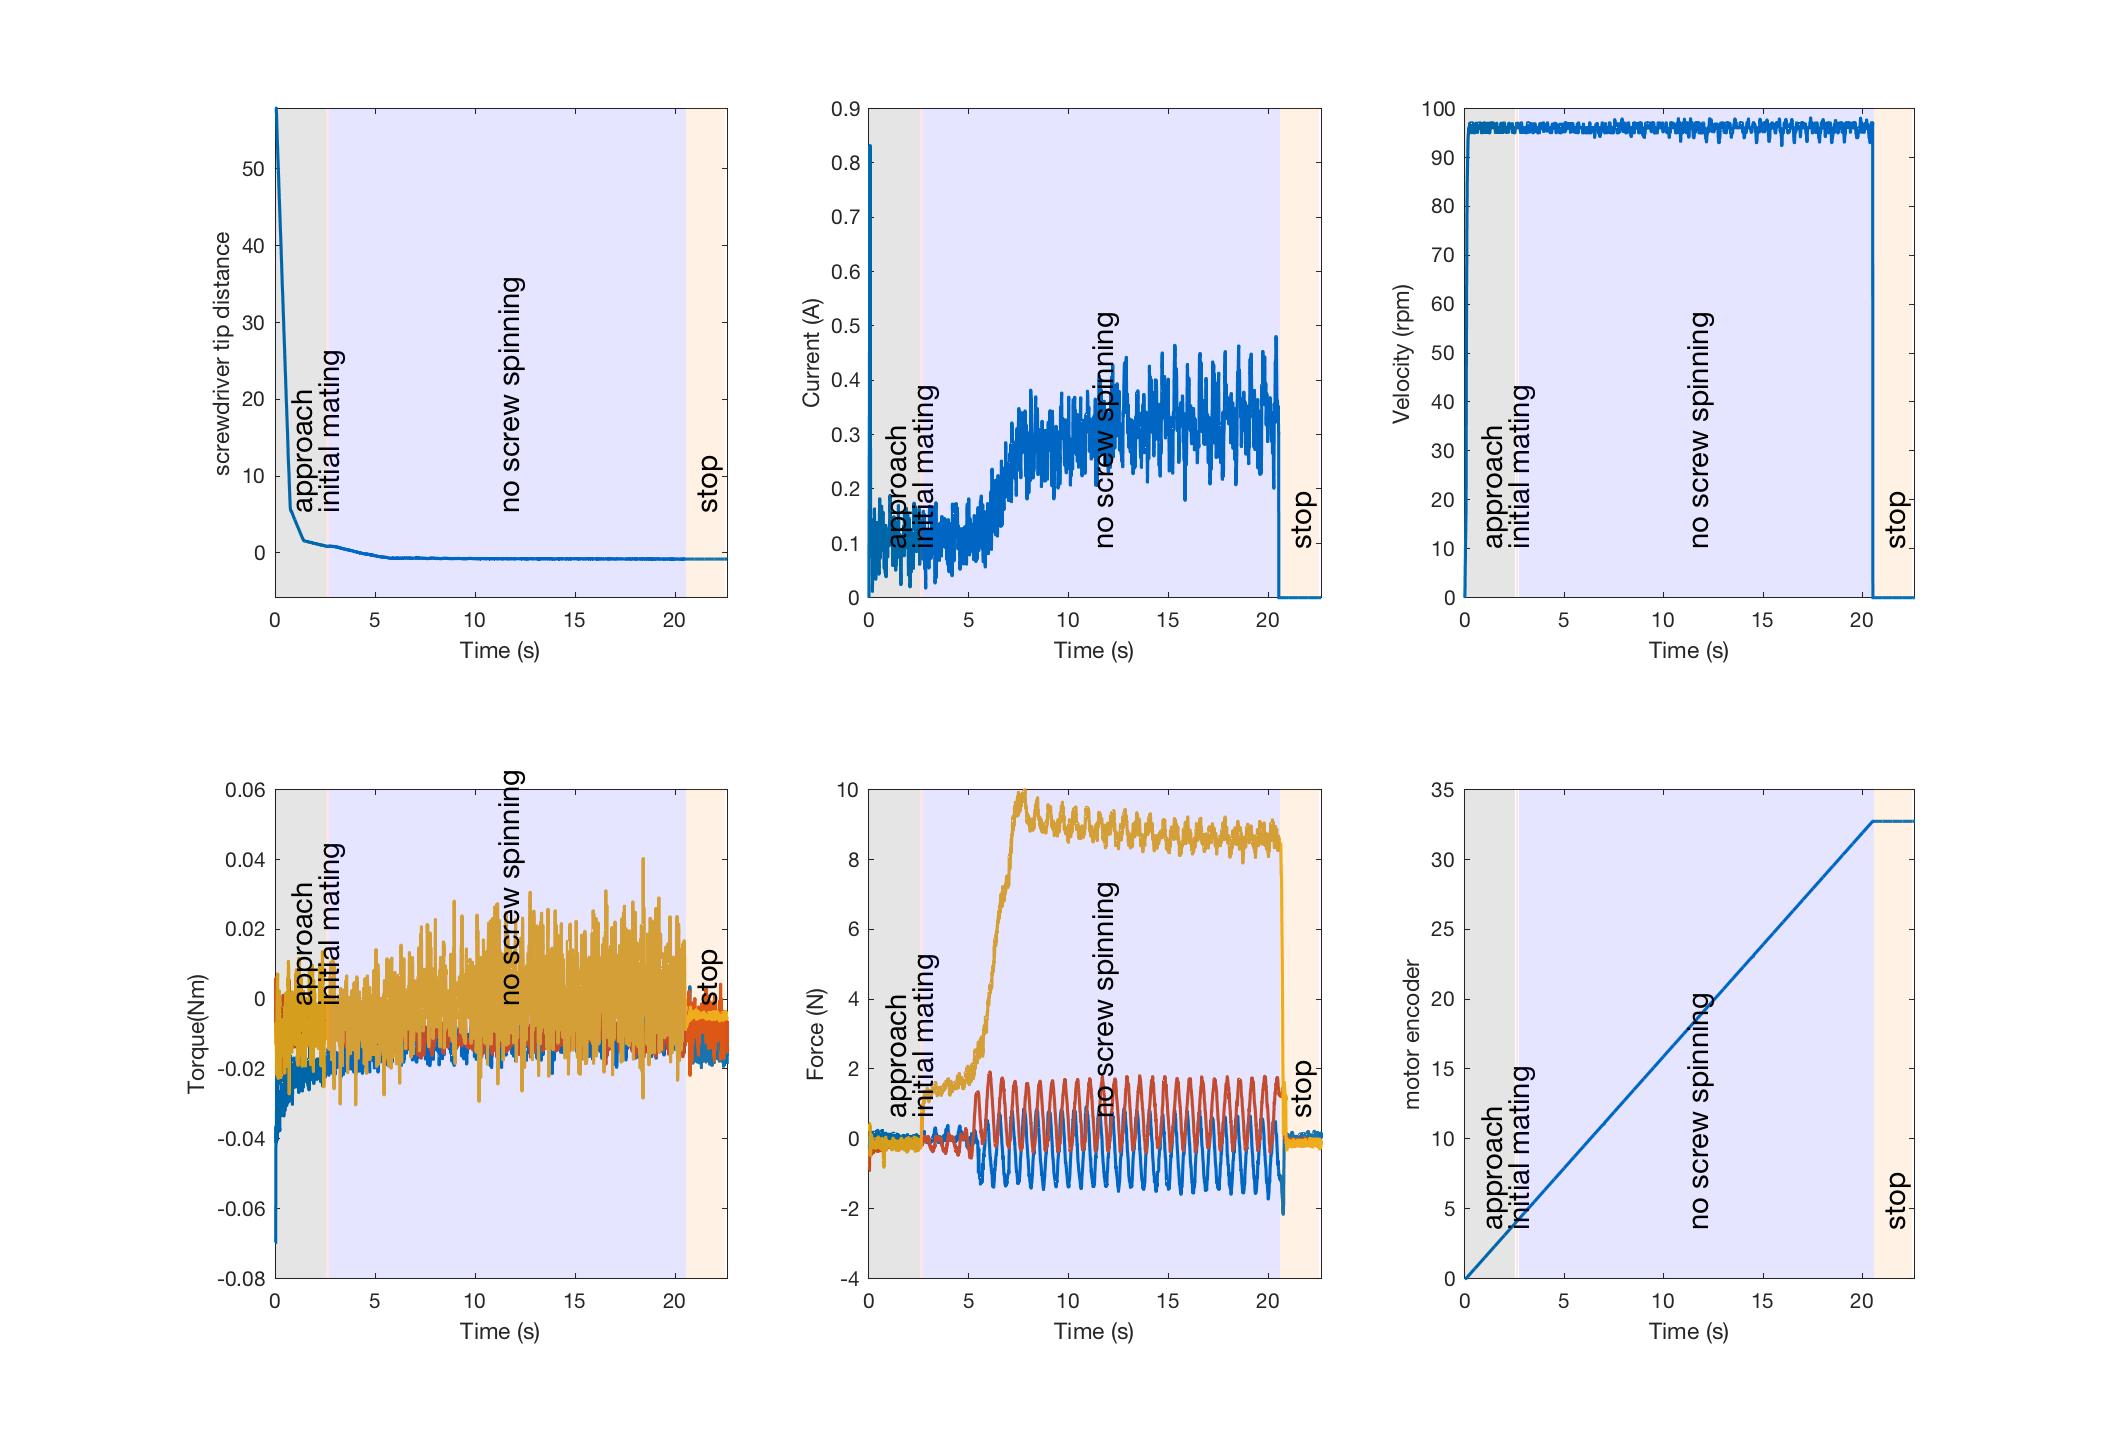 50
40
30
20
10
0
screwdriver tip distance
approach
initial mating
no screw spinning
stop
0 5 10 15 20
Time (s)
0.9
0.8
0.7
0.6
0.5
0.4
0.3
0.2
0.1
0
Current (A)
approach
initial mating
no screw spinning
stop
0 5 10 15 20
Time (s)
100
90
80
70
60
50
40
30
20
10
0
Velocity (rpm)
approach
initial mating
no screw spinning
stop
0 5 10 15 20
Time (s)
0.06
0.04
0.02
0
-0.02
-0.04
-0.06
-0.08
Torque(Nm)
approach
initial mating
no screw spinning
stop
0 5 10 15 20
Time (s)
10
8
6
4
2
0
-2
-4
Force (N)
approach
initial mating
no screw spinning
stop
0 5 10 15 20
Time (s)
35
30
25
20
15
10
5
0
motor encoder
approach
initial mating
no screw spinning
stop
0 5 10 15 20
Time (s)